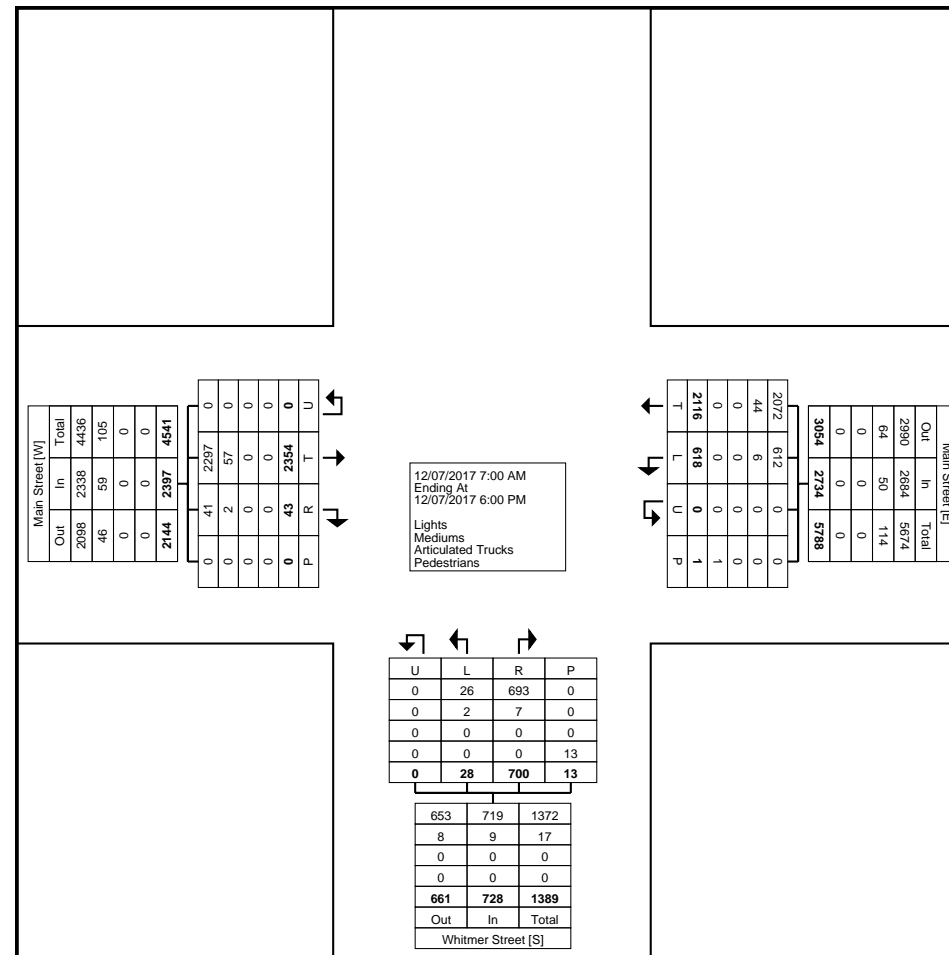 U T R P
0 2354 43 0
0 0 0 0
0 0 0 0
0 57 2 0
0 2297 41 0
4541 2397 2144
0 0 0
0 0 0
105 59 46
4436 2338 2098
Total In Out
Main Street [W]
12/07/2017 7:00 AM
Ending At
12/07/2017 6:00 PM
Lights
Mediums
Articulated Trucks
Pedestrians
Main Street [E]
Out In Total
2990 2684 5674
64 50 114
0 0 0
0 0 0
3054 2734 5788
2072 612 0 0
44 6 0 0
0 0 0 0
0 0 0 1
2116 618 0 1
T L U P
U L R P
0 26 693 0
0 2 7 0
0 0 0 0
0 0 0 13
0 28 700 13
653 719 1372
8 9 17
0 0 0
0 0 0
661 728 1389
Out In Total
Whitmer Street [S]